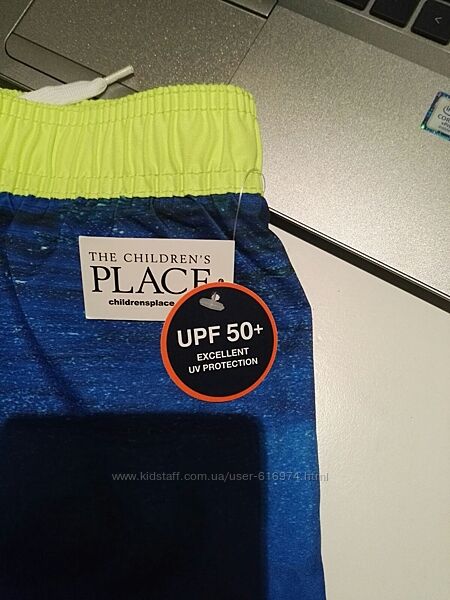 THE CHILDREN'S
PLACE
childrensplace
UPF 50+
EXCELLENT
UV PROTECTION
www.kidstaff.com.ua/user-616974.html